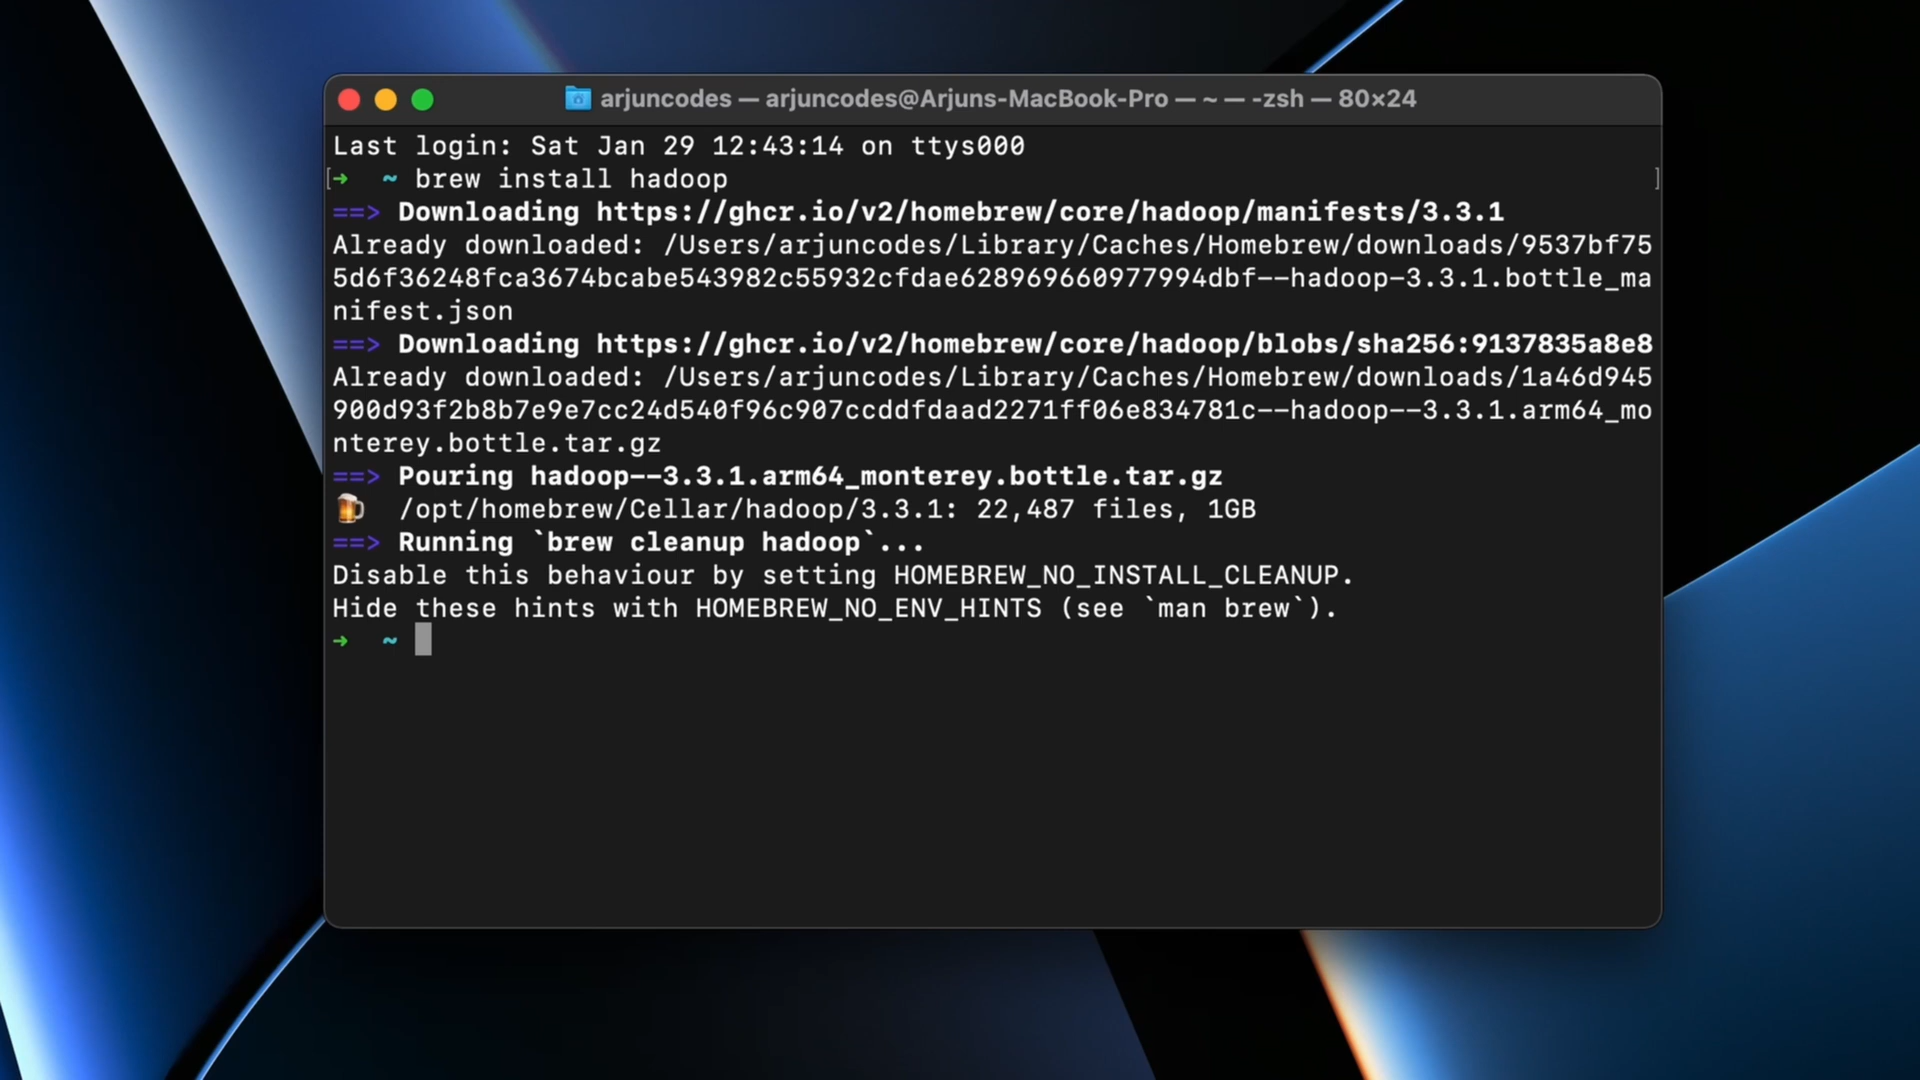 arjuncodes — arjuncodes@Arjuns-MacBook-Pro — ~ — -zsh — 80×24
Last login: Sat Jan 29 12:43:14 on ttys000
[➜  ~ brew install hadoop ]
==> Downloading https://ghcr.io/v2/homebrew/core/hadoop/manifests/3.3.1
Already downloaded: /Users/arjuncodes/Library/Caches/Homebrew/downloads/9537bf75
5d6f36248fca3674bcabe543982c55932cfdae628969660977994dbf--hadoop-3.3.1.bottle_ma
nifest.json
==> Downloading https://ghcr.io/v2/homebrew/core/hadoop/blobs/sha256:9137835a8e8
Already downloaded: /Users/arjuncodes/Library/Caches/Homebrew/downloads/1a46d945
900d93f2b8b7e9e7cc24d540f96c907ccddfdaad2271ff06e834781c--hadoop--3.3.1.arm64_mo
nterey.bottle.tar.gz
==> Pouring hadoop--3.3.1.arm64_monterey.bottle.tar.gz
🍺  /opt/homebrew/Cellar/hadoop/3.3.1: 22,487 files, 1GB
==> Running `brew cleanup hadoop`...
Disable this behaviour by setting HOMEBREW_NO_INSTALL_CLEANUP.
Hide these hints with HOMEBREW_NO_ENV_HINTS (see `man brew`).
➜  ~